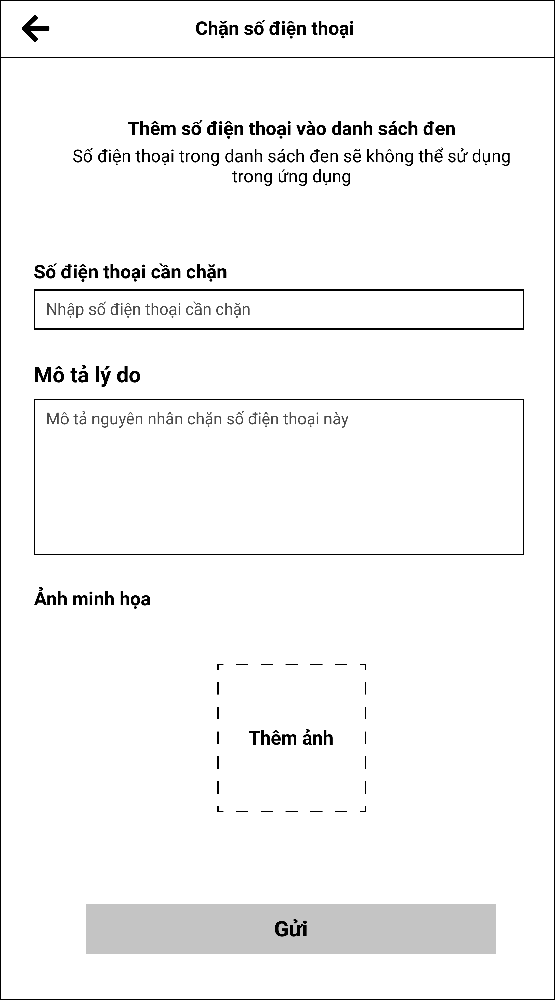 Chặn số điện thoại
Thêm số điện thoại vào danh sách đen
Số điện thoại trong danh sách đen sẽ không thể sử dụng
trong ứng dụng
Số điện thoại cần chặn
Nhập số điện thoại cần chặn
Mô tả lý do
Mô tả nguyên nhân chặn số điện thoại này
Ảnh minh họa
Thêm ảnh
Gửi